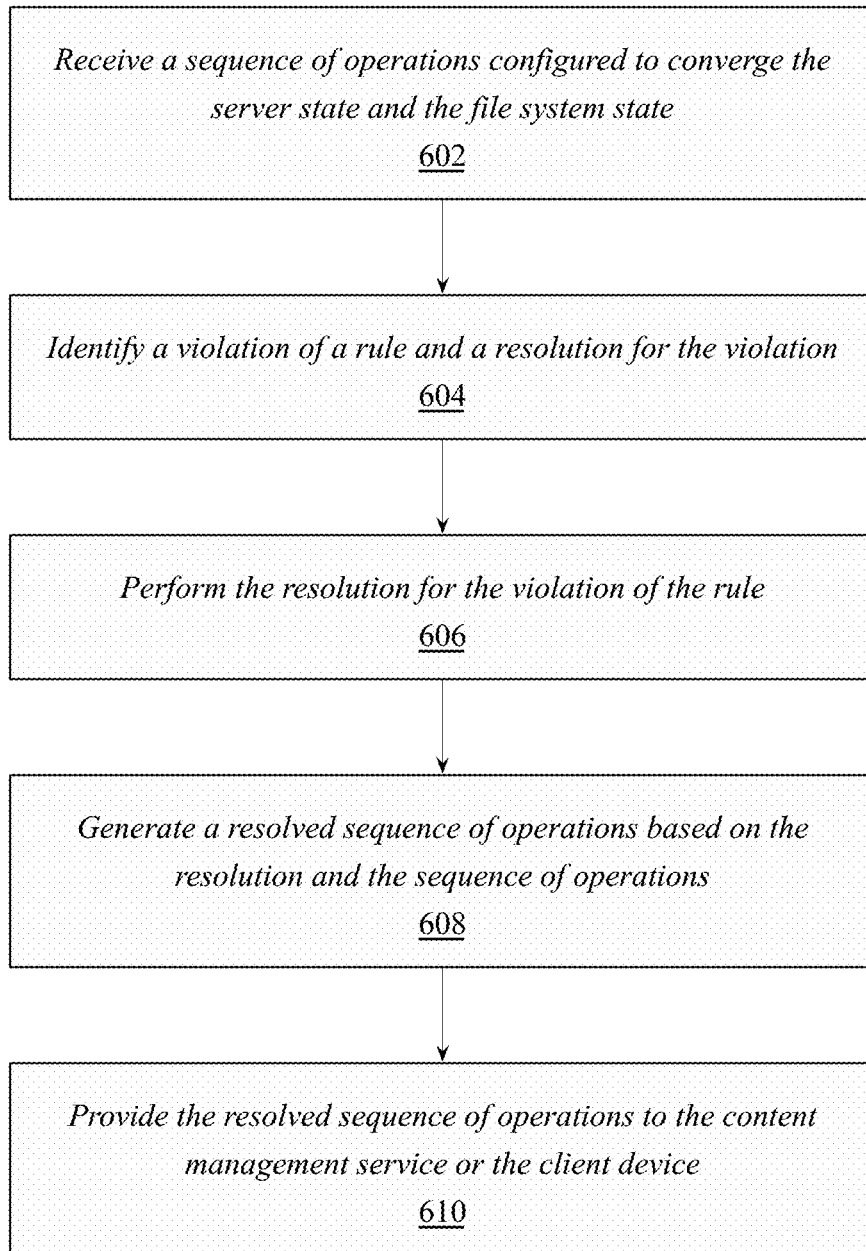 Receive a sequence of operations configured to converge the
server state and the file system state
602
Identify a violation of a rule and a resolution for the violation
604
Perform the resolution for the violation of the rule
606
Generate a resolved sequence of operations based on the
resolution and the sequence of operations
608
Provide the resolved sequence of operations to the content
management service or the client device
610